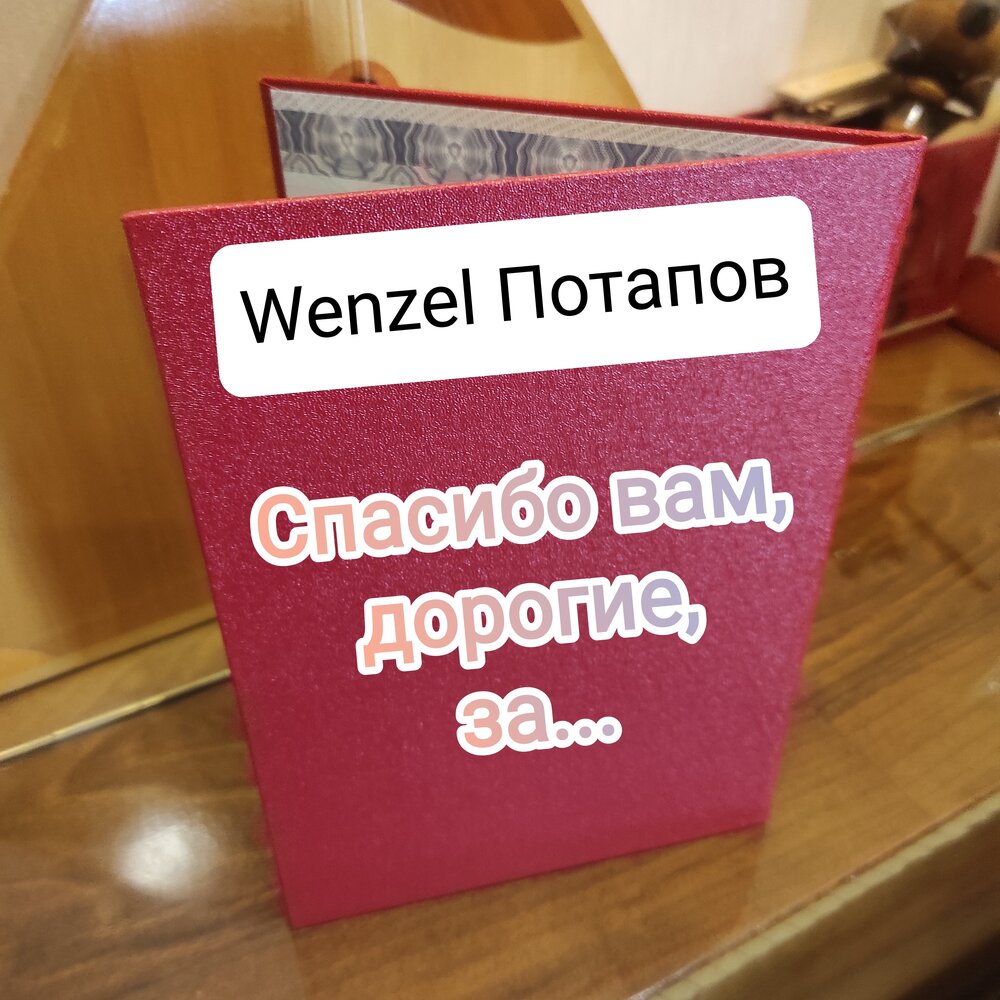 Wenzel Потапов
Спасибо вам,
дорогие,
за...